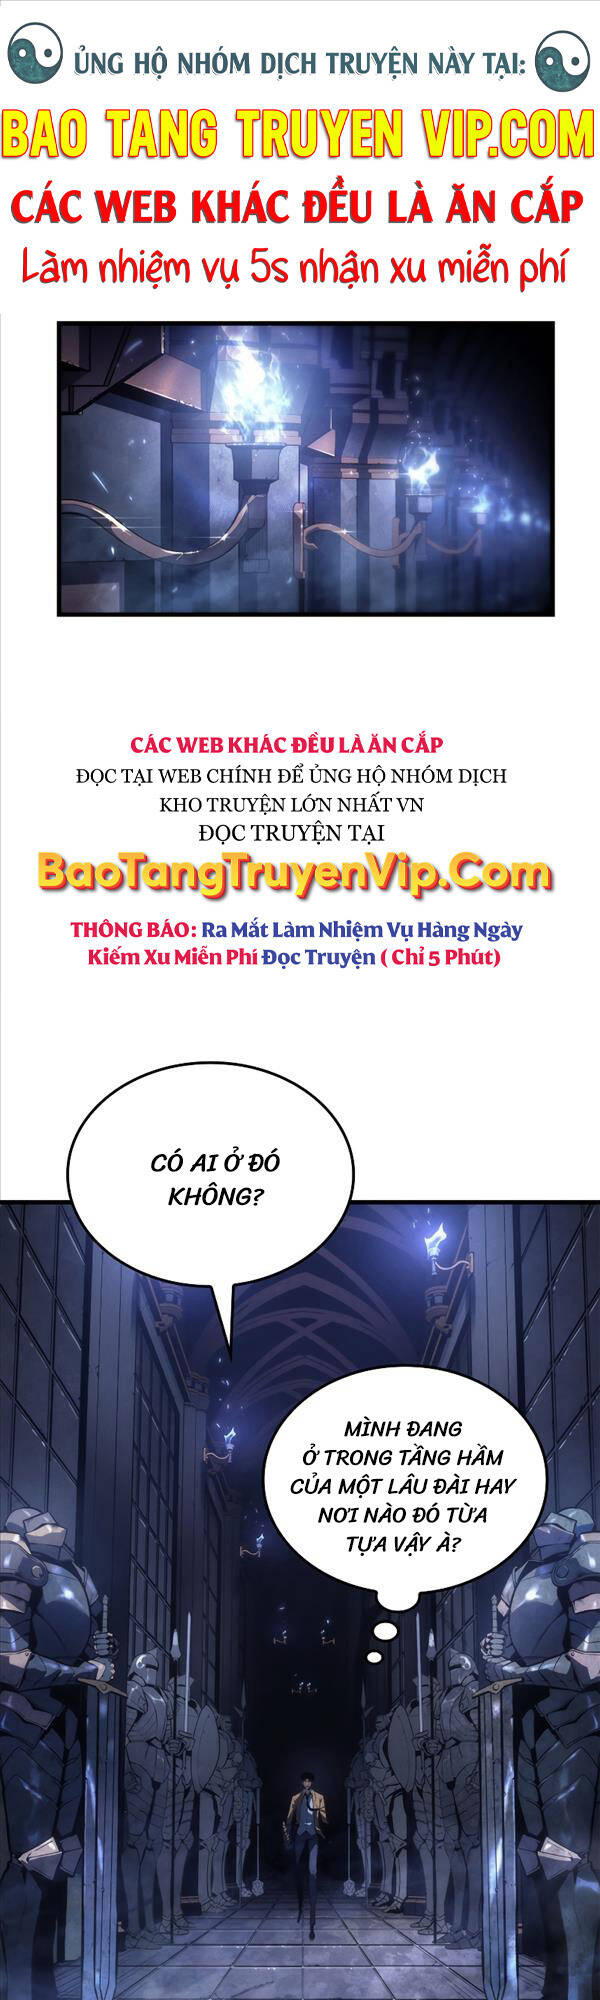 ỦNG HỘ NHÓM DỊCH TRUYỆN NÀY TẠI:
BAO TANG TRUYEN VIP.COM
CÁC WEB KHÁC ĐỀU LÀ ĂN CẮP
Làm nhiệm vụ 5s nhận xu miễn phí
CÁC WEB KHÁC ĐỀU LÀ ĂN CẮP
ĐỌC TẠI WEB CHÍNH ĐỂ ỦNG HỘ NHÓM DỊCH
KHO TRUYỆN LỚN NHẤT VN
ĐỌC TRUYỆN TẠI
BaoTangTruyenVip.Com
THÔNG BÁO: Ra Mắt Làm Nhiệm Vụ Hàng Ngày
Kiếm Xu Miễn Phí Đọc Truyện ( Chỉ 5 Phút)
CÓ AI Ở ĐÓ
KHÔNG?
MÌNH ĐANG
Ở TRONG TẦNG HẦM
CỦA MỘT LÂU ĐÀI HAY
NƠI NÀO ĐÓ TỪA
TỰA VẬY À?